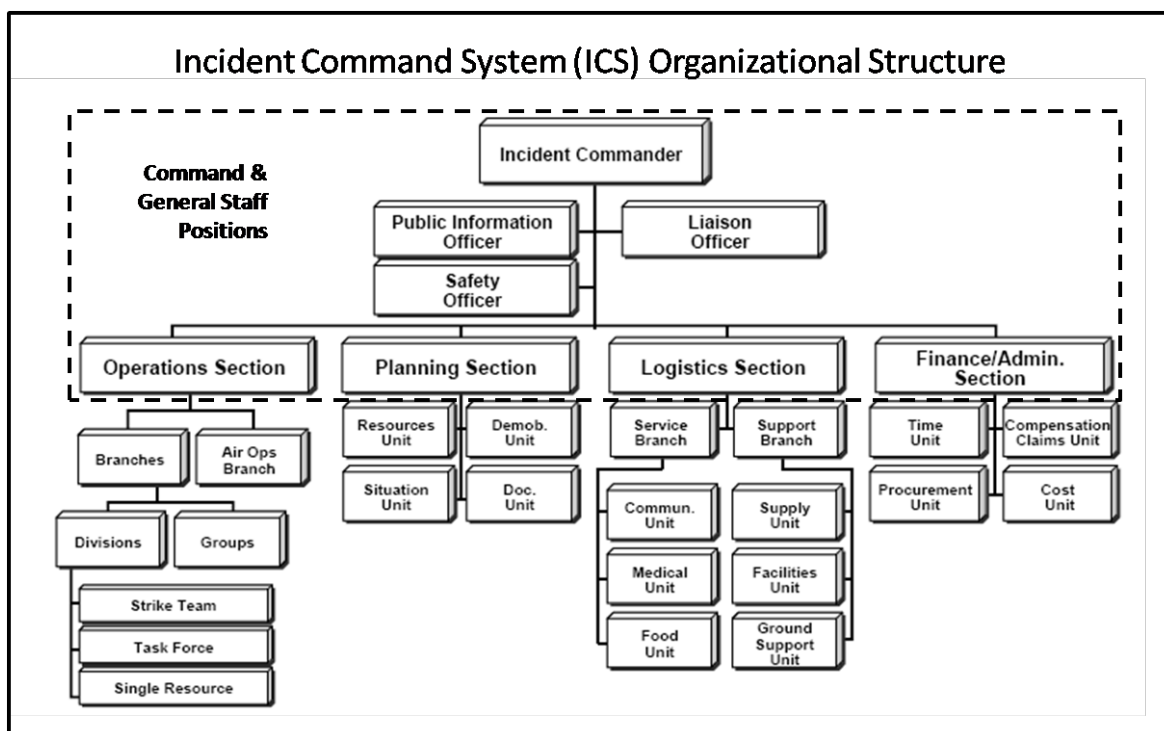 Incident Command System (ICS) Organizational Structure
Command &
General Staff
Positions
Incident Commander
Public Information
Officer
Liaison
Officer
Safety
Officer
Operations Section
Planning Section
Logistics Section
Finance/Admin.
Section
Branches
Air Ops
Branch
Divisions
Groups
Strike Team
Task Force
Single Resource
Resources
Unit
Demob.
Unit
Situation
Unit
Doc.
Unit
Service
Branch
Support
Branch
Commun.
Unit
Medical
Unit
Food
Unit
Supply
Unit
Facilities
Unit
Ground
Support
Unit
Time
Unit
Compensation
Claims Unit
Procurement
Unit
Cost
Unit